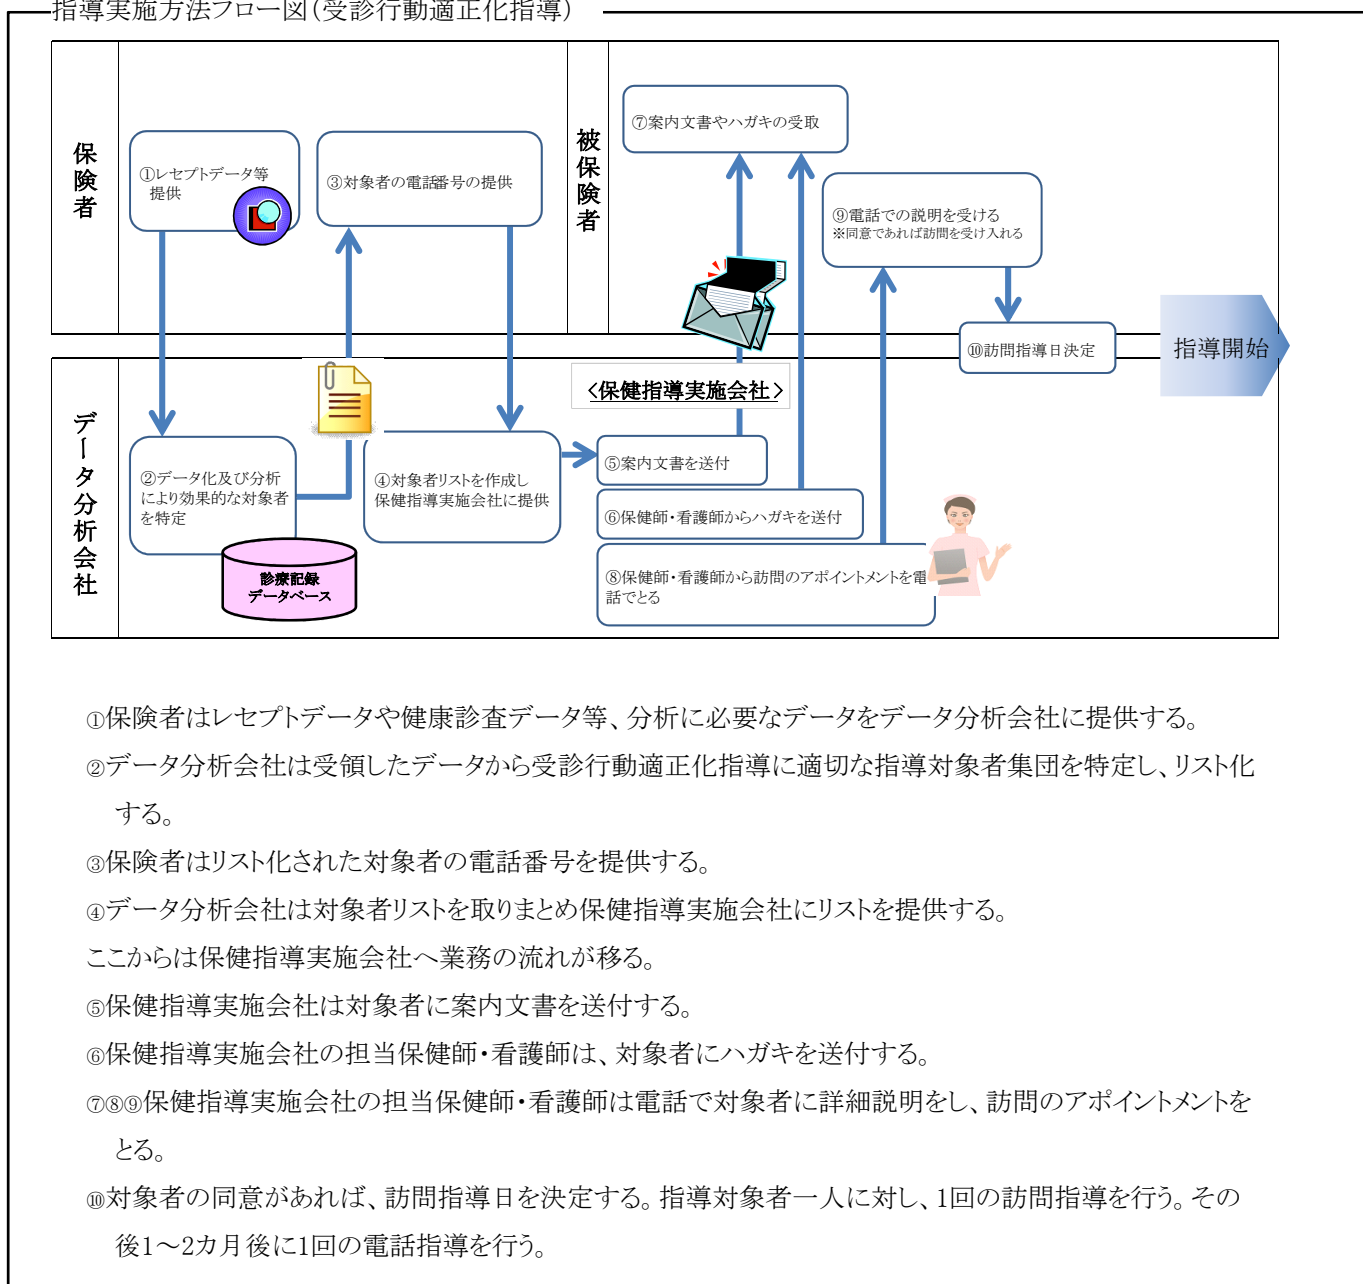 指導実施方法フロー図(受診行動適正化指導)
保険者
①レセプトデータ等
提供
③対象者の電話番号の提供
被保険者
⑦案内文書やハガキの受取
⑨電話での説明を受ける
※同意であれば訪問を受け入れる
⑩訪問指導日決定
指導開始
データ分析会社
②データ化及び分析
により効果的な対象者
を特定
診療記録
データベース
④対象者リストを作成し
保健指導実施会社に提供
<保健指導実施会社>
⑤案内文書を送付
⑥保健師・看護師からハガキを送付
⑧保健師・看護師から訪問のアポイントメントを電
話でとる
①保険者はレセプトデータや健康診査データ等、分析に必要なデータをデータ分析会社に提供する。
②データ分析会社は受領したデータから受診行動適正化指導に適切な指導対象者集団を特定し、リスト化
する。
③保険者はリスト化された対象者の電話番号を提供する。
④データ分析会社は対象者リストを取りまとめ保健指導実施会社にリストを提供する。
ここからは保健指導実施会社へ業務の流れが移る。
⑤保健指導実施会社は対象者に案内文書を送付する。
⑥保健指導実施会社の担当保健師・看護師は、対象者にハガキを送付する。
⑦⑧⑨保健指導実施会社の担当保健師・看護師は電話で対象者に詳細説明をし、訪問のアポイントメントを
とる。
⑩対象者の同意があれば、訪問指導日を決定する。指導対象者一人に対し、1回の訪問指導を行う。その
後1～2カ月後に1回の電話指導を行う。